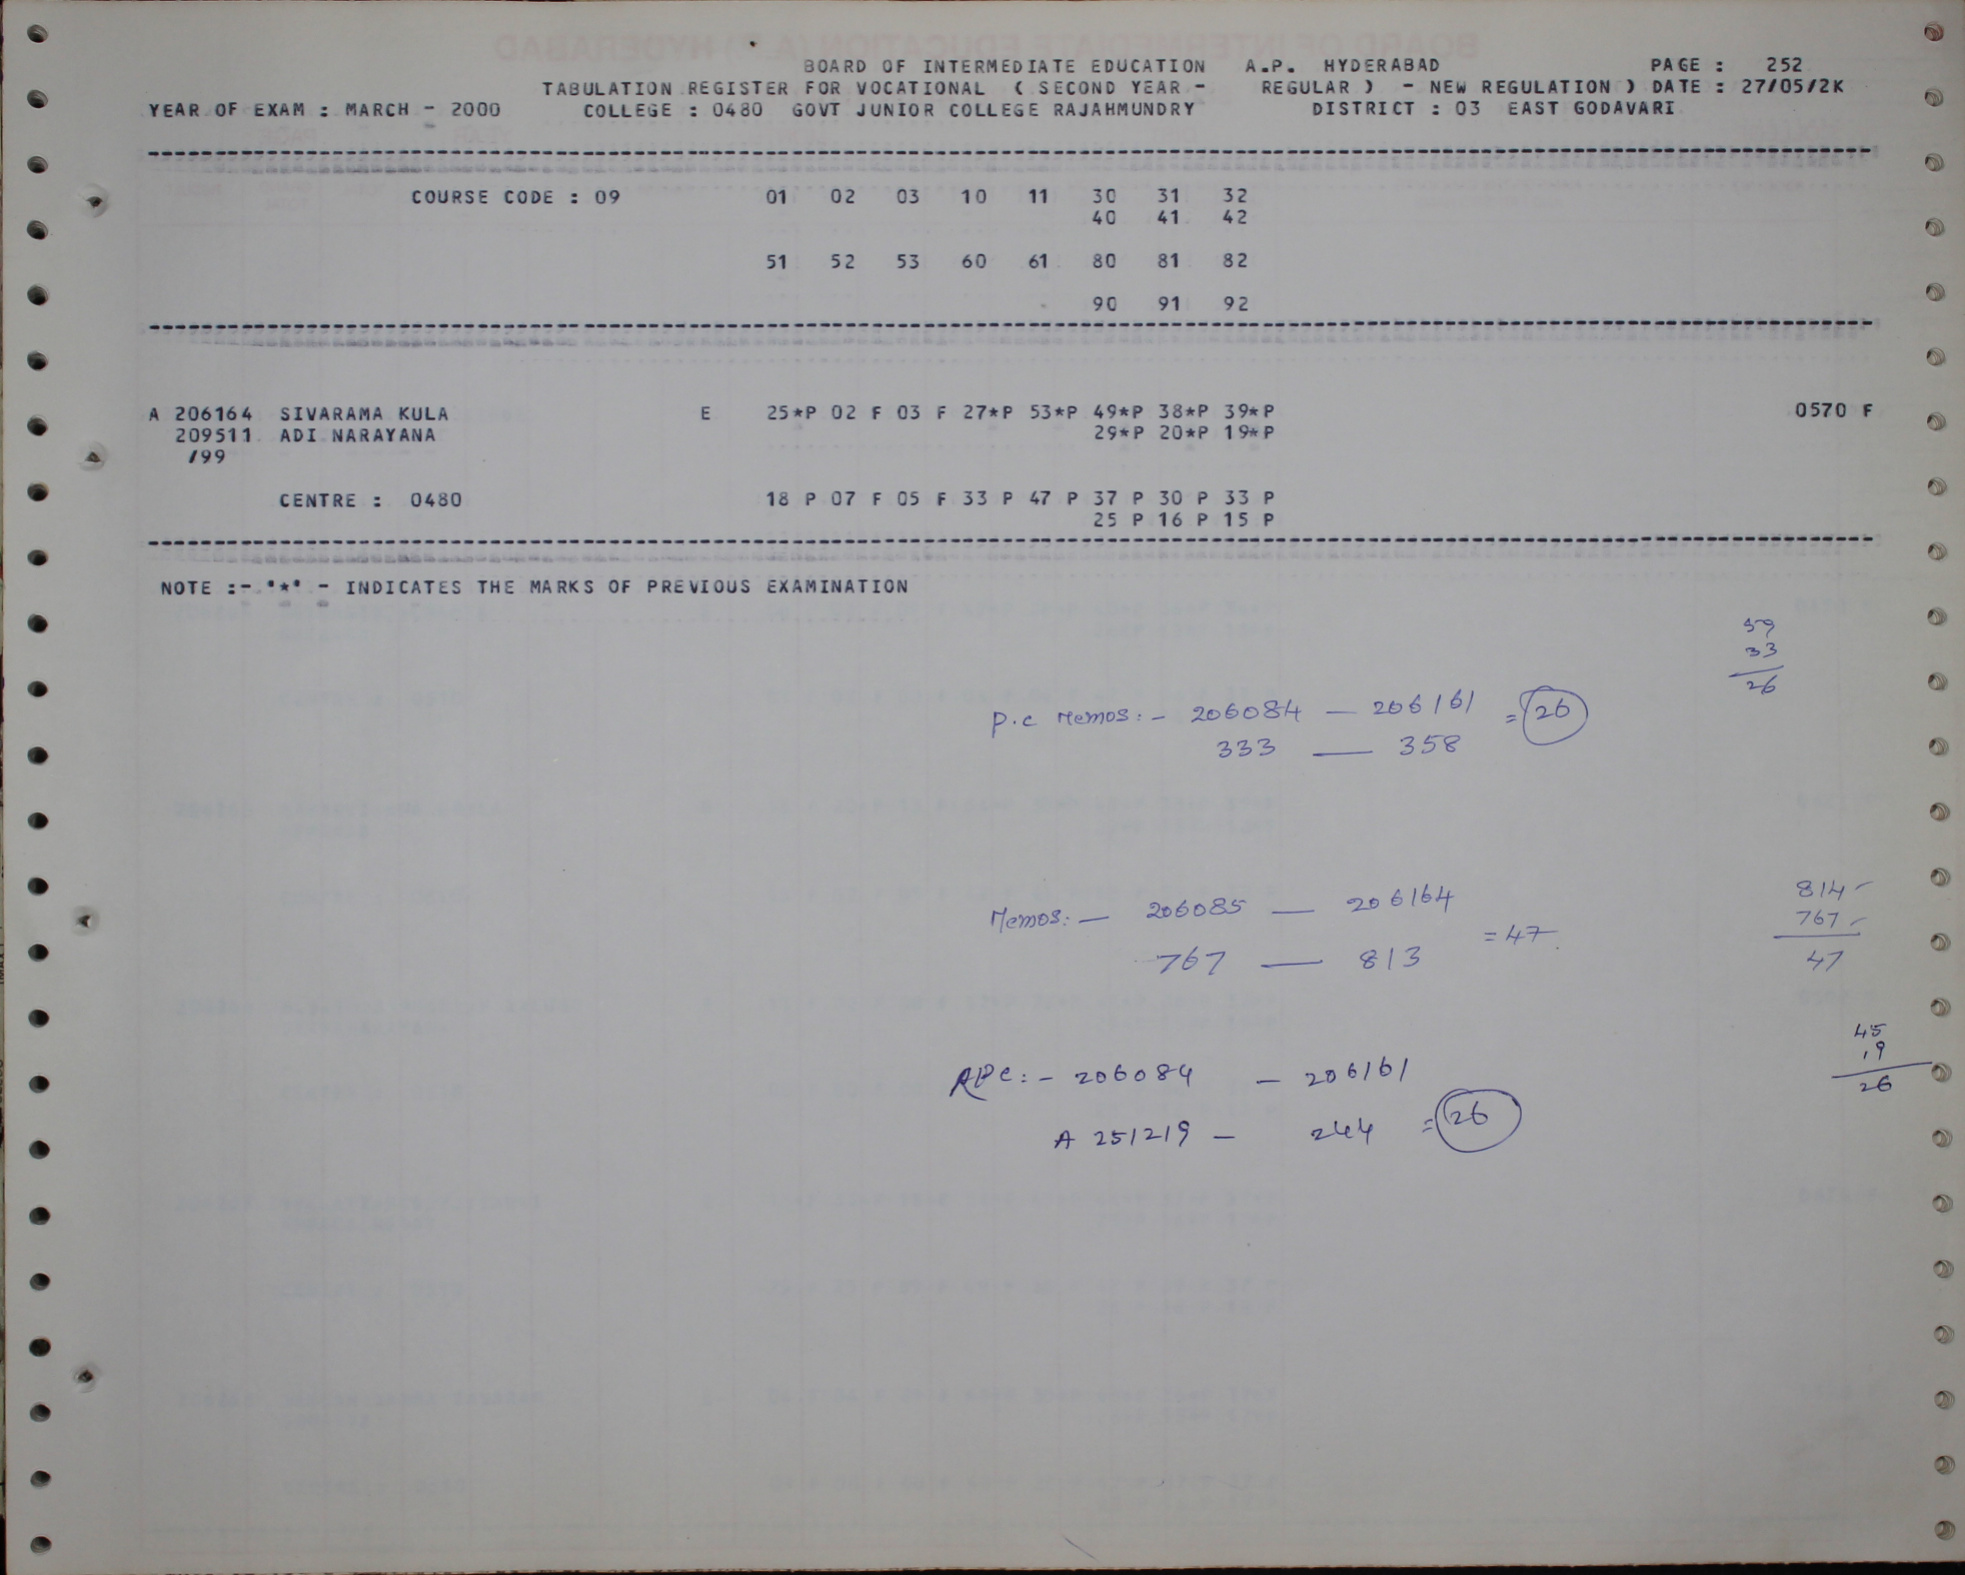 BOARD OF INTERMEDIATE EDUCATION A.P. HYDERABAD PAGE : 252
TABULATION REGISTER FOR VOCATIONAL ( SECOND YEAR - REGULAR ) - NEW REGULATION ) DATE : 27/05/2K
YEAR OF EXAM : MARCH - 2000 COLLEGE : 0480 GOVT JUNIOR COLLEGE RAJAHMUNDRY DISTRICT : 03 EAST GODAVARI
COURSE CODE : 09 01 02 03 10 11 30 31 32
40 41 42
51 52 53 60 61 80 81 82
90 91 92
A 206164 SIVARAMA KULA E 25*P 02 F 03 F 27*P 53*P 49*P 38*P 39*P 0570 F
209511 ADI NARAYANA 29*P 20*P 19*P
/99
CENTRE : 0480 18 P 07 F 05 F 33 P 47 P 37 P 30 P 33 P
25 P 16 P 15 P
NOTE :- '*' - INDICATES THE MARKS OF PREVIOUS EXAMINATION
59
33
26
P.C Memos :- 206084 — 206161 = 26
333 — 358
Memos :— 206085 — 206164
767 — 813 = 47
814
767
47
45
19
26
APC :- 206084 — 206161
A 251219 — 244 = 26